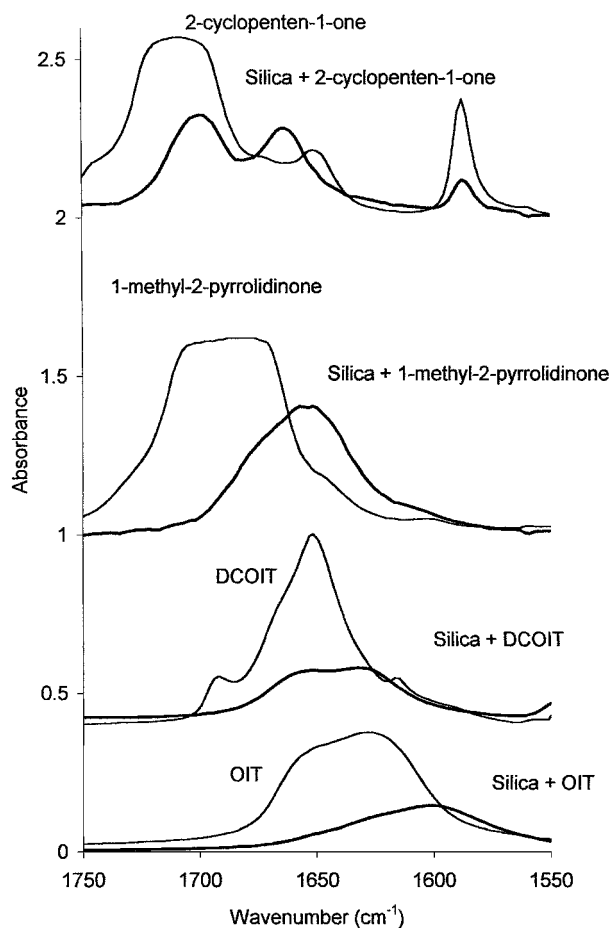 2-cyclopenten-1-one
2.5
Silica + 2-cyclopenten-1-one
2
1-methyl-2-pyrrolidinone
Silica + 1-methyl-2-pyrrolidinone
1.5
Absorbance
1
DCOIT
Silica + DCOIT
0.5
OIT
Silica + OIT
0
1750
1700
1650
1600
1550
Wavenumber (cm⁻¹)